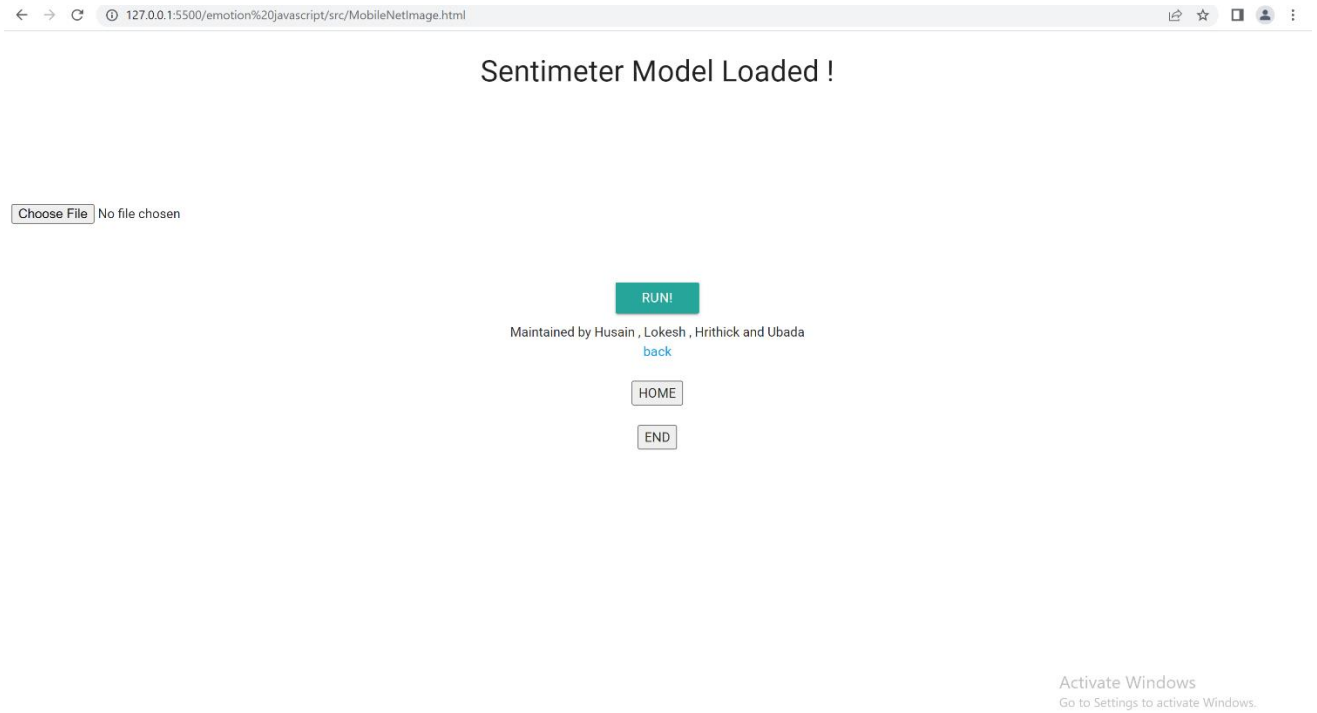 127.0.0.1:5500/emotion%20javascript/src/MobileNetImage.html
Sentimeter Model Loaded !
Choose File No file chosen
RUN!
Maintained by Husain , Lokesh , Hrithick and Ubada
back
HOME
END
Activate Windows
Go to Settings to activate Windows.